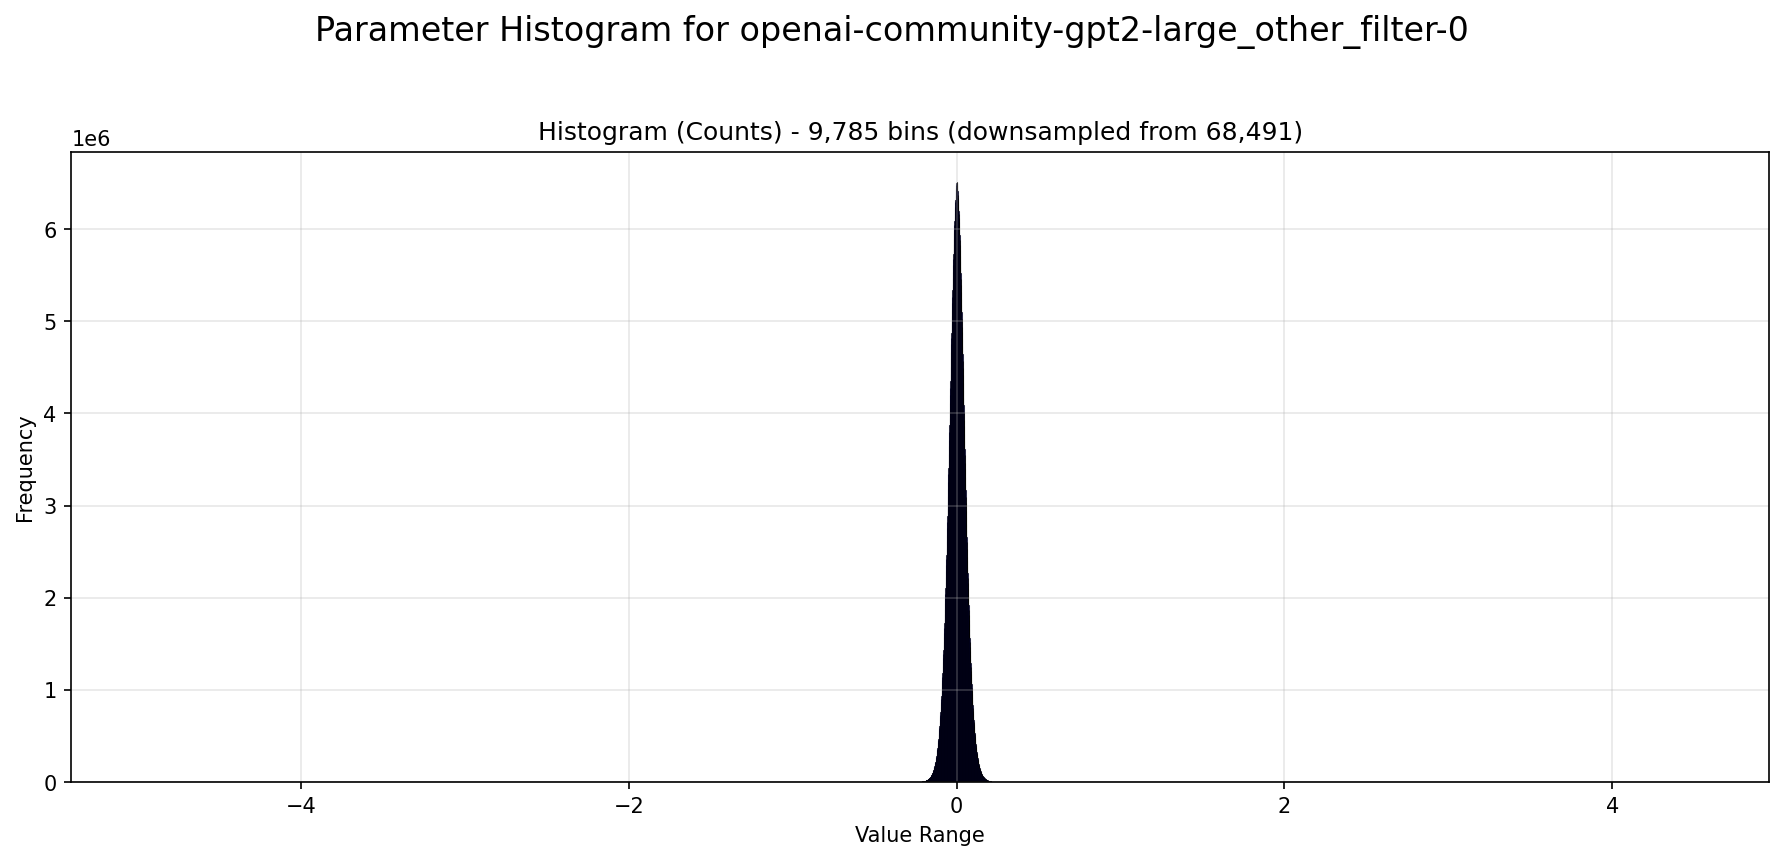 Parameter Histogram for openai-community-gpt2-large_other_filter-0
Histogram (Counts) - 9,785 bins (downsampled from 68,491)
1e6
6
5
4
3
2
1
0
Frequency
−4
−2
0
2
4
Value Range